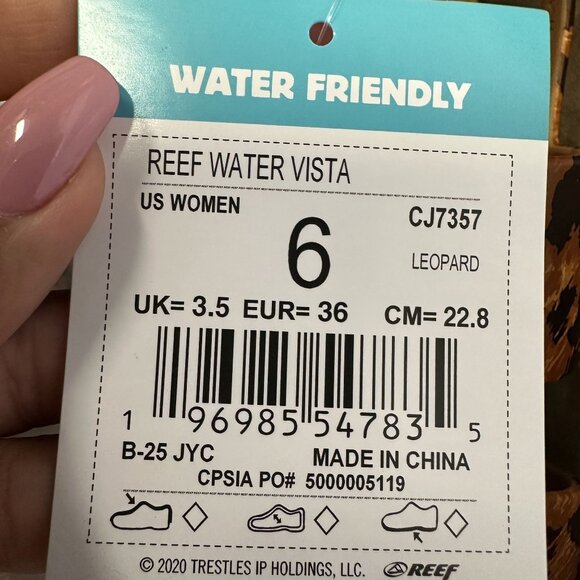 WATER FRIENDLY
REEF WATER VISTA
US WOMEN 6 CJ7357
LEOPARD
UK= 3.5 EUR= 36 CM= 22.8
1 96985 54783 5
B-25 JYC MADE IN CHINA
CPSIA PO# 5000005119
© 2020 TRESTLES IP HOLDINGS, LLC. REEF